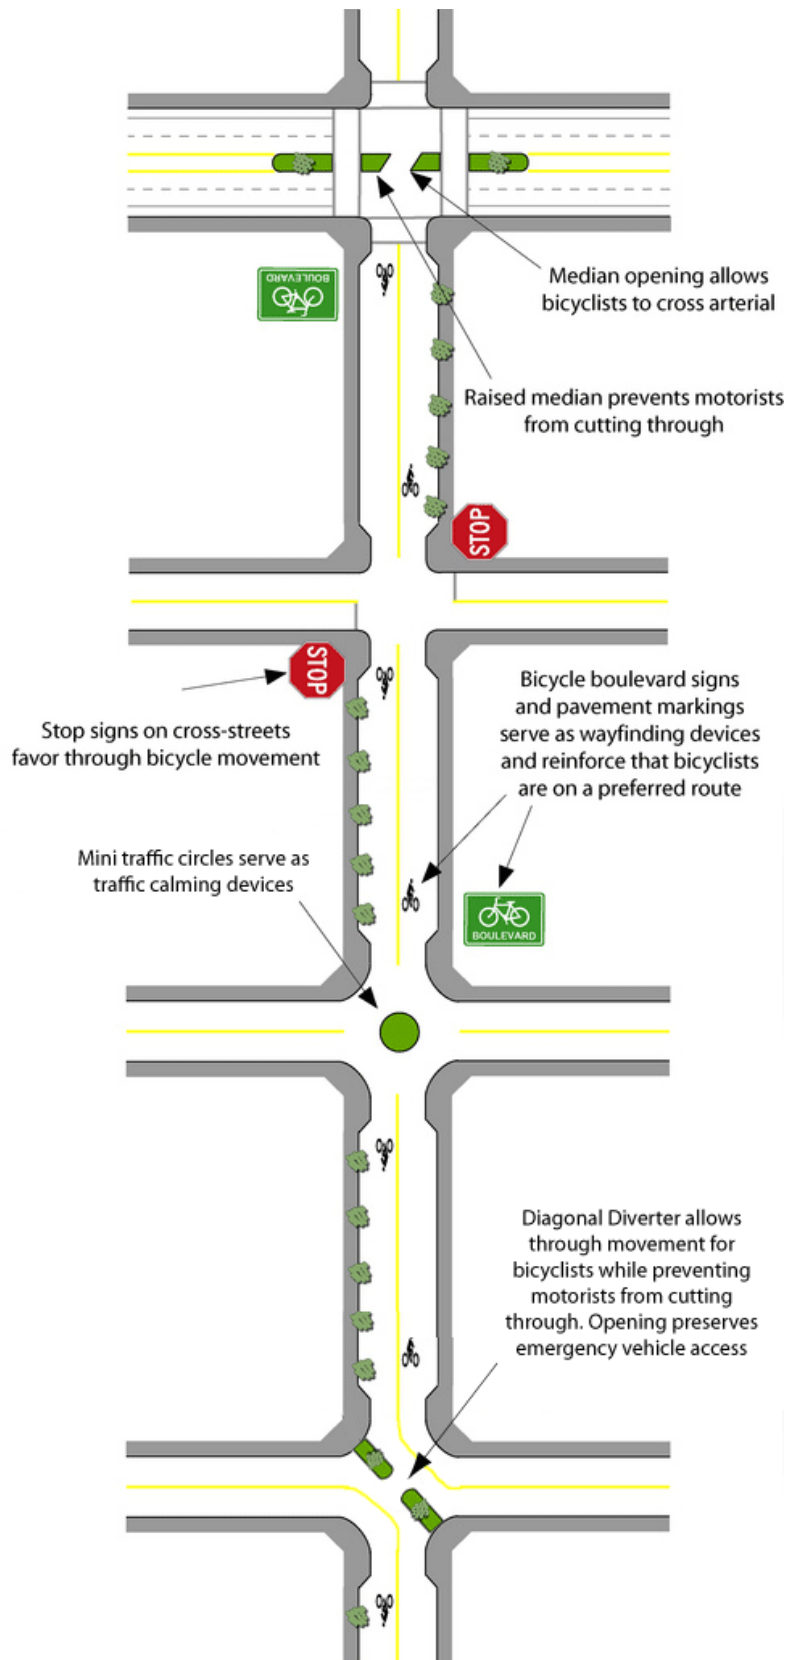 BOULEVARD
Median opening allows
bicyclists to cross arterial
Raised median prevents motorists
from cutting through
STOP
STOP
Stop signs on cross-streets
favor through bicycle movement
Bicycle boulevard signs
and pavement markings
serve as wayfinding devices
and reinforce that bicyclists
are on a preferred route
Mini traffic circles serve as
traffic calming devices
BOULEVARD
Diagonal Diverter allows
through movement for
bicyclists while preventing
motorists from cutting
through. Opening preserves
emergency vehicle access